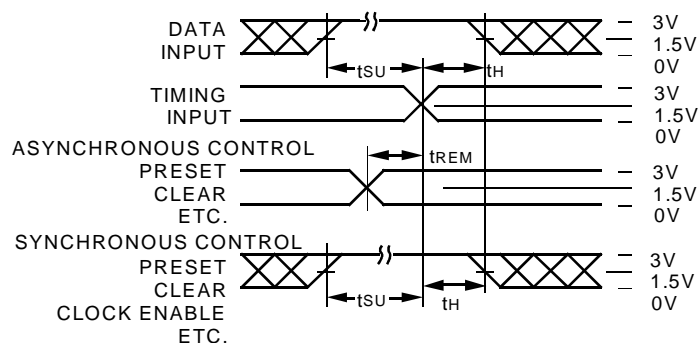 DATA
INPUT
tSU
tH
3V
1.5V
0V
TIMING
INPUT
3V
1.5V
0V
ASYNCHRONOUS CONTROL
PRESET
CLEAR
ETC.
tREM
3V
1.5V
0V
SYNCHRONOUS CONTROL
PRESET
CLEAR
CLOCK ENABLE
ETC.
tSU
tH
3V
1.5V
0V